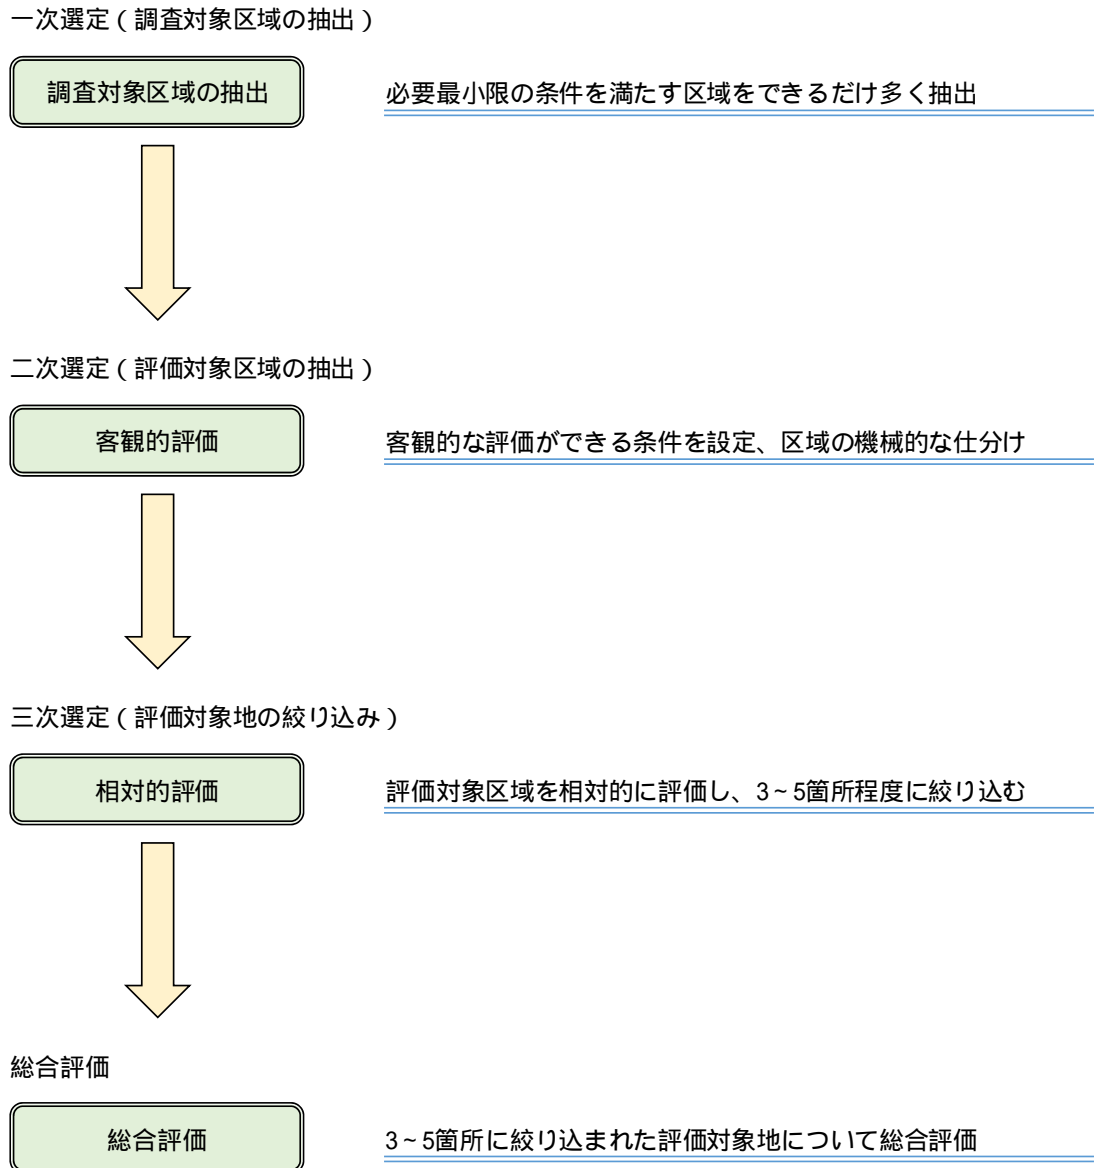 一次選定(調査対象区域の抽出)
調査対象区域の抽出
必要最小限の条件を満たす区域をできるだけ多く抽出
二次選定(評価対象区域の抽出)
客観的評価
客観的な評価ができる条件を設定、区域の機械的な仕分け
三次選定(評価対象地の絞り込み)
相対的評価
評価対象区域を相対的に評価し、3~5箇所程度に絞り込む
総合評価
総合評価
3~5箇所に絞り込まれた評価対象地について総合評価